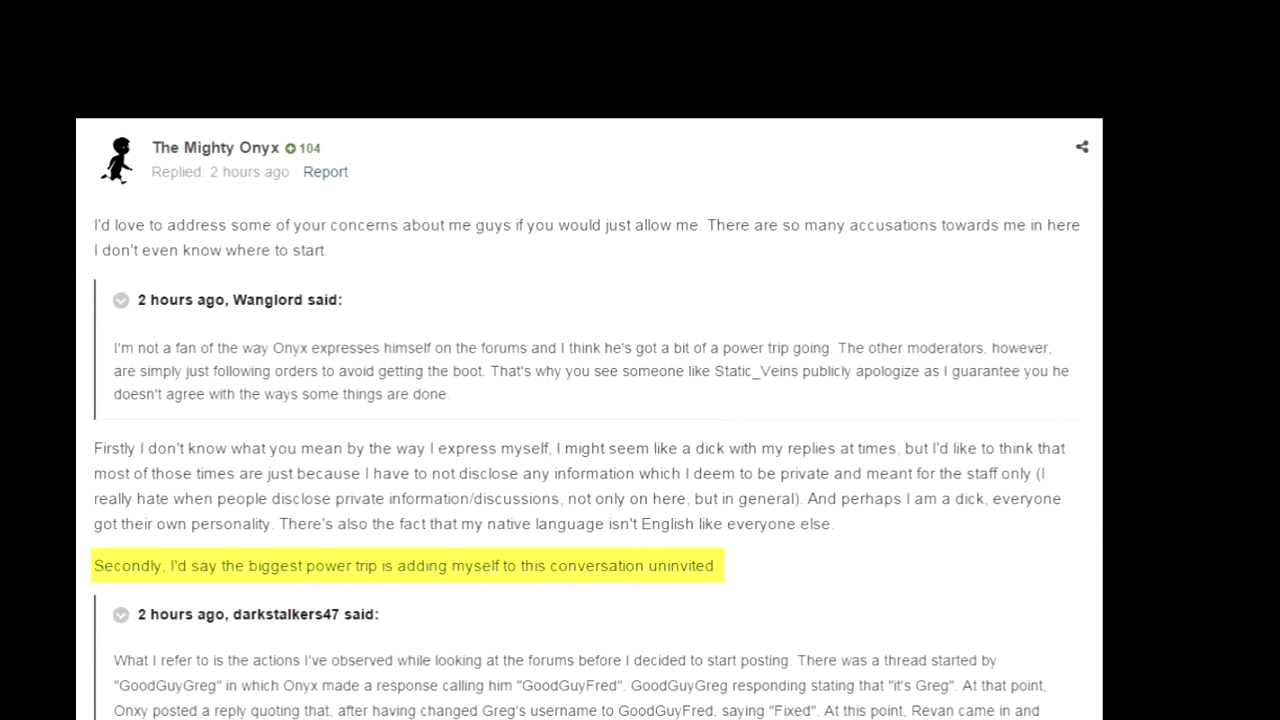 The Mighty Onyx 104
Replied: 2 hours ago · Report
I'd love to address some of your concerns about me guys if you would just allow me. There are so many accusations towards me in here
I don't even know where to start.
2 hours ago, Wanglord said:
I'm not a fan of the way Onyx expresses himself on the forums and I think he's got a bit of a power trip going. The other moderators, however,
are simply just following orders to avoid getting the boot. That's why you see someone like Static_Veins publicly apologize as I guarantee you he
doesn't agree with the ways some things are done.
Firstly I don't know what you mean by the way I express myself, I might seem like a dick with my replies at times, but I'd like to think that
most of those times are just because I have to not disclose any information which I deem to be private and meant for the staff only (I
really hate when people disclose private information/discussions, not only on here, but in general). And perhaps I am a dick, everyone
got their own personality. There's also the fact that my native language isn't English like everyone else.
Secondly, I'd say the biggest power trip is adding myself to this conversation uninvited.
2 hours ago, darkstalkers47 said:
What I refer to is the actions I've observed while looking at the forums before I decided to start posting. There was a thread started by
"GoodGuyGreg" in which Onyx made a response calling him "GoodGuyFred". GoodGuyGreg responding stating that "it's Greg". At that point,
Onxy posted a reply quoting that, after having changed Greg's username to GoodGuyFred, saying "Fixed". At this point, Revan came in and